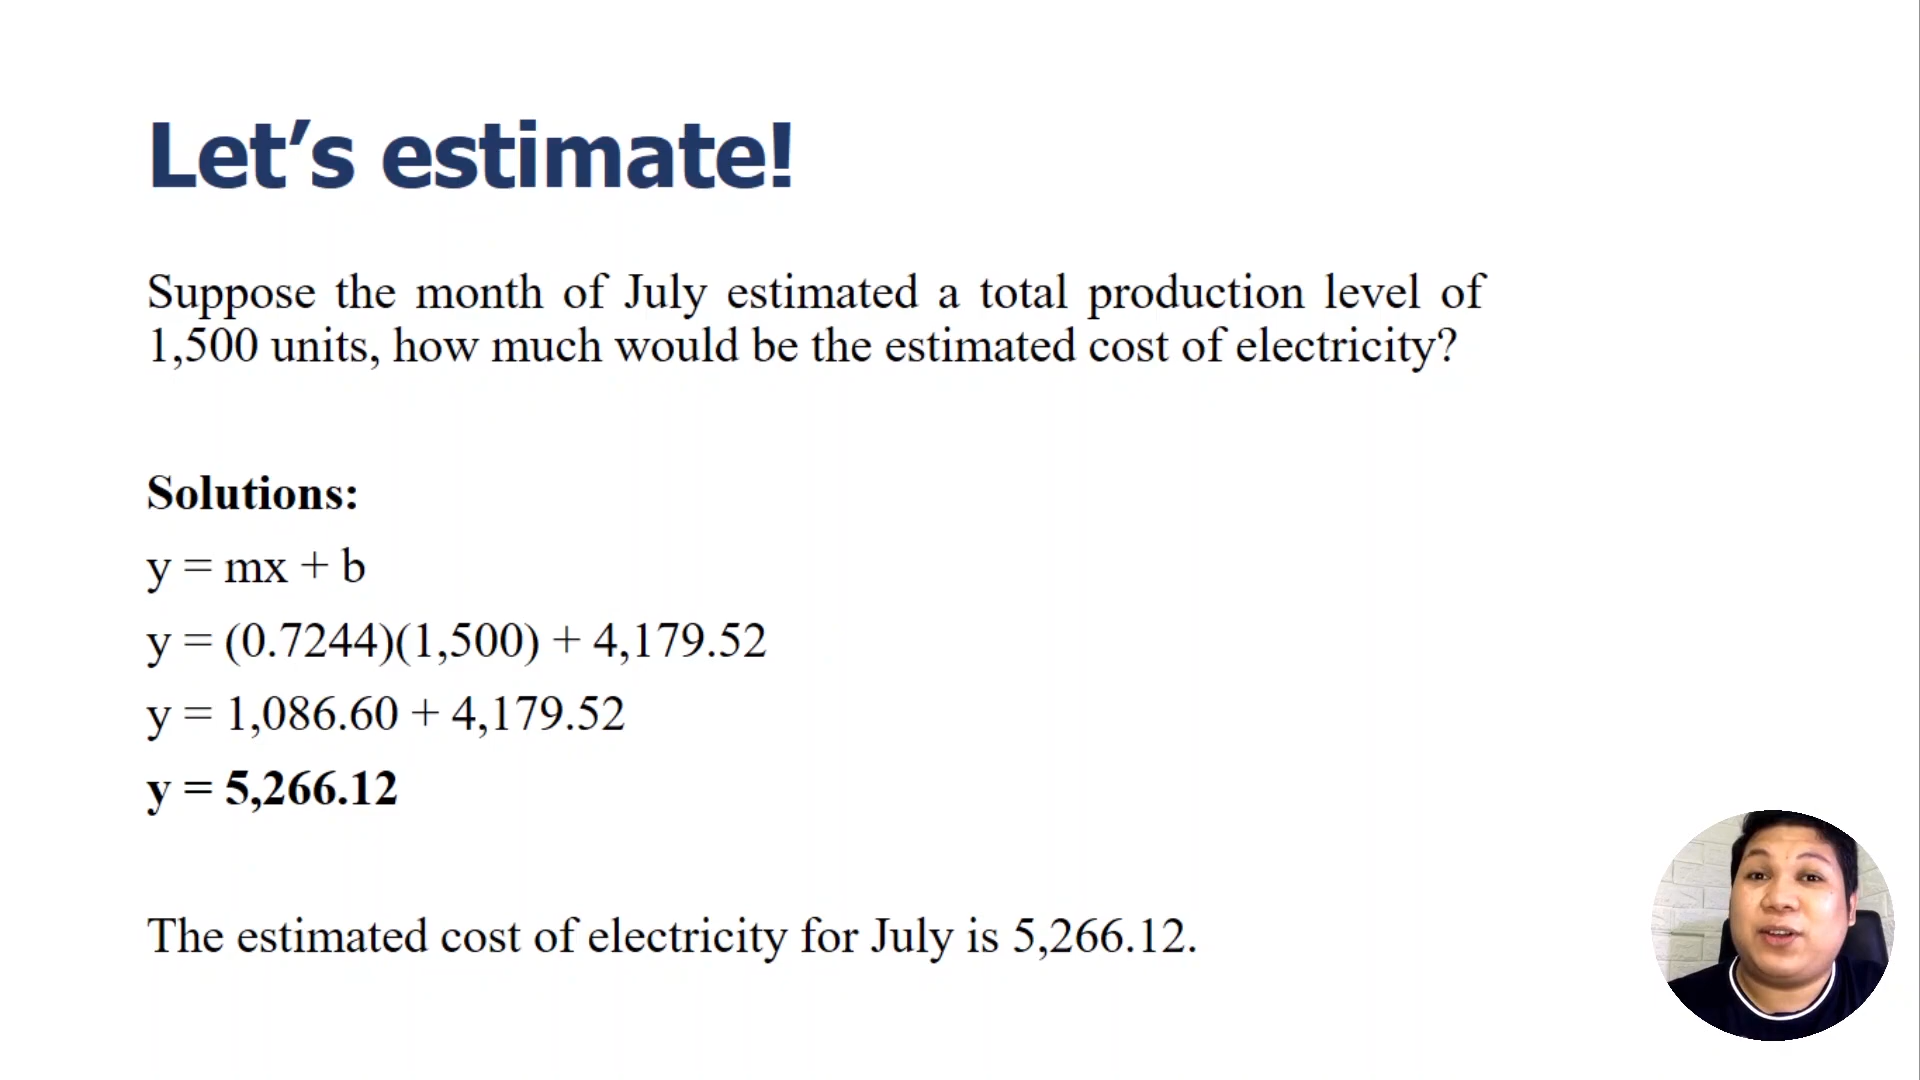 Let’s estimate!
Suppose the month of July estimated a total production level of
1,500 units, how much would be the estimated cost of electricity?
Solutions:
y = mx + b
y = (0.7244)(1,500) + 4,179.52
y = 1,086.60 + 4,179.52
y = 5,266.12
The estimated cost of electricity for July is 5,266.12.